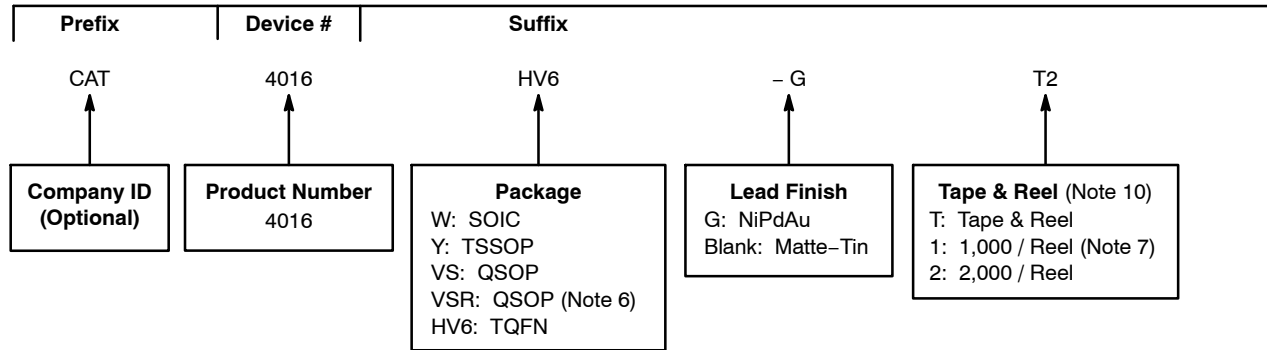 Prefix Device # Suffix
CAT 4016 HV6 – G T2
Company ID
(Optional)
Product Number
4016
Package
W: SOIC
Y: TSSOP
VS: QSOP
VSR: QSOP (Note 6)
HV6: TQFN
Lead Finish
G: NiPdAu
Blank: Matte−Tin
Tape & Reel (Note 10)
T: Tape & Reel
1: 1,000 / Reel (Note 7)
2: 2,000 / Reel